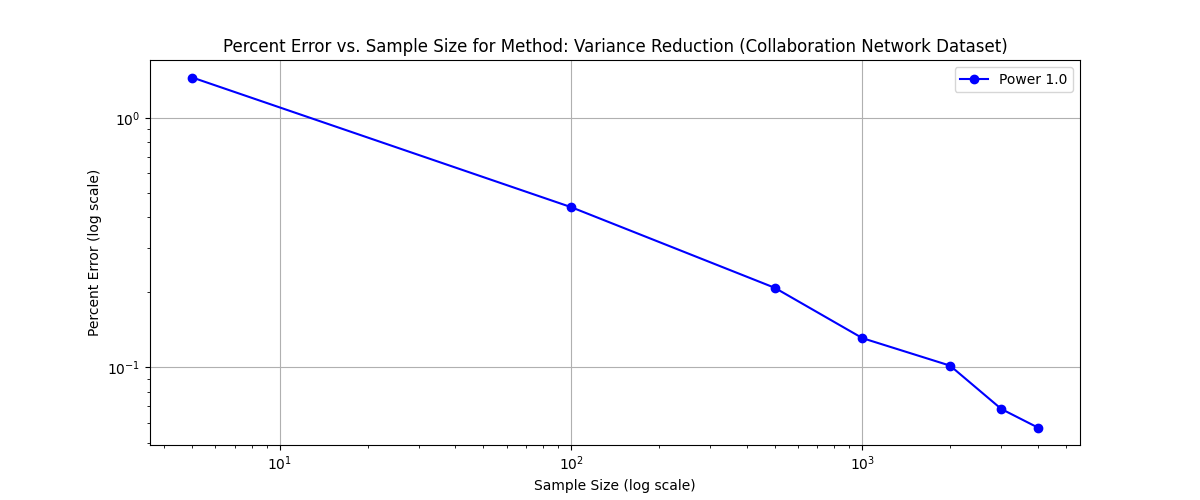 Percent Error vs. Sample Size for Method: Variance Reduction (Collaboration Network Dataset)
Power 1.0
10⁰
10⁻¹
Percent Error (log scale)
10¹ 10² 10³
Sample Size (log scale)